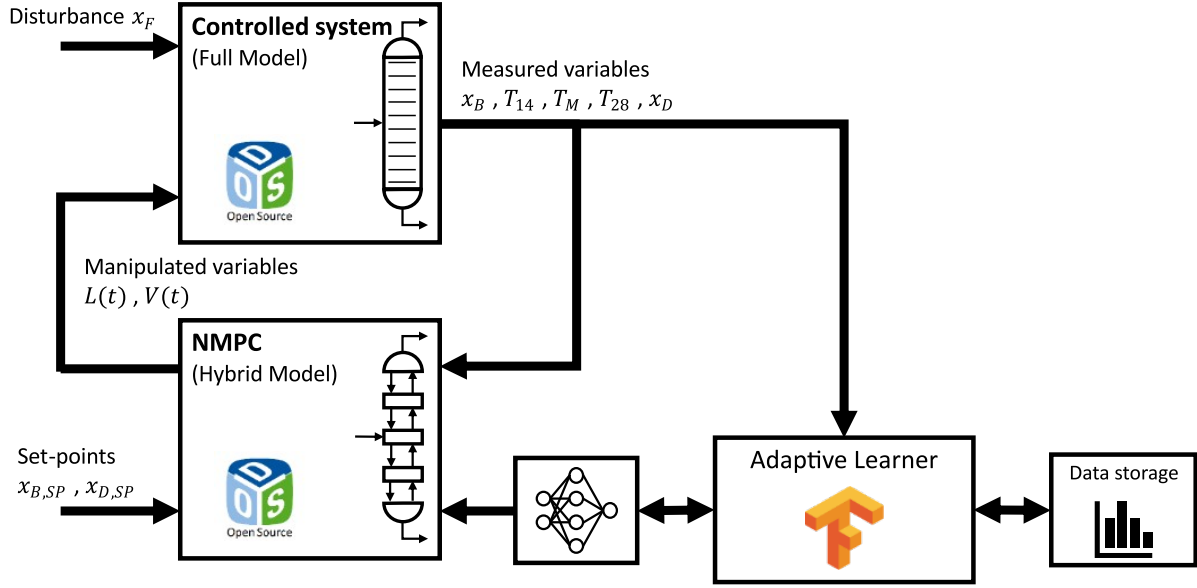 Disturbance x_F
Controlled system
(Full Model)
D
O S
Open Source
Measured variables
x_B , T_14 , T_M , T_28 , x_D
Manipulated variables
L(t) , V(t)
NMPC
(Hybrid Model)
D
O S
Open Source
Set-points
x_B,SP , x_D,SP
Adaptive Learner
Data storage